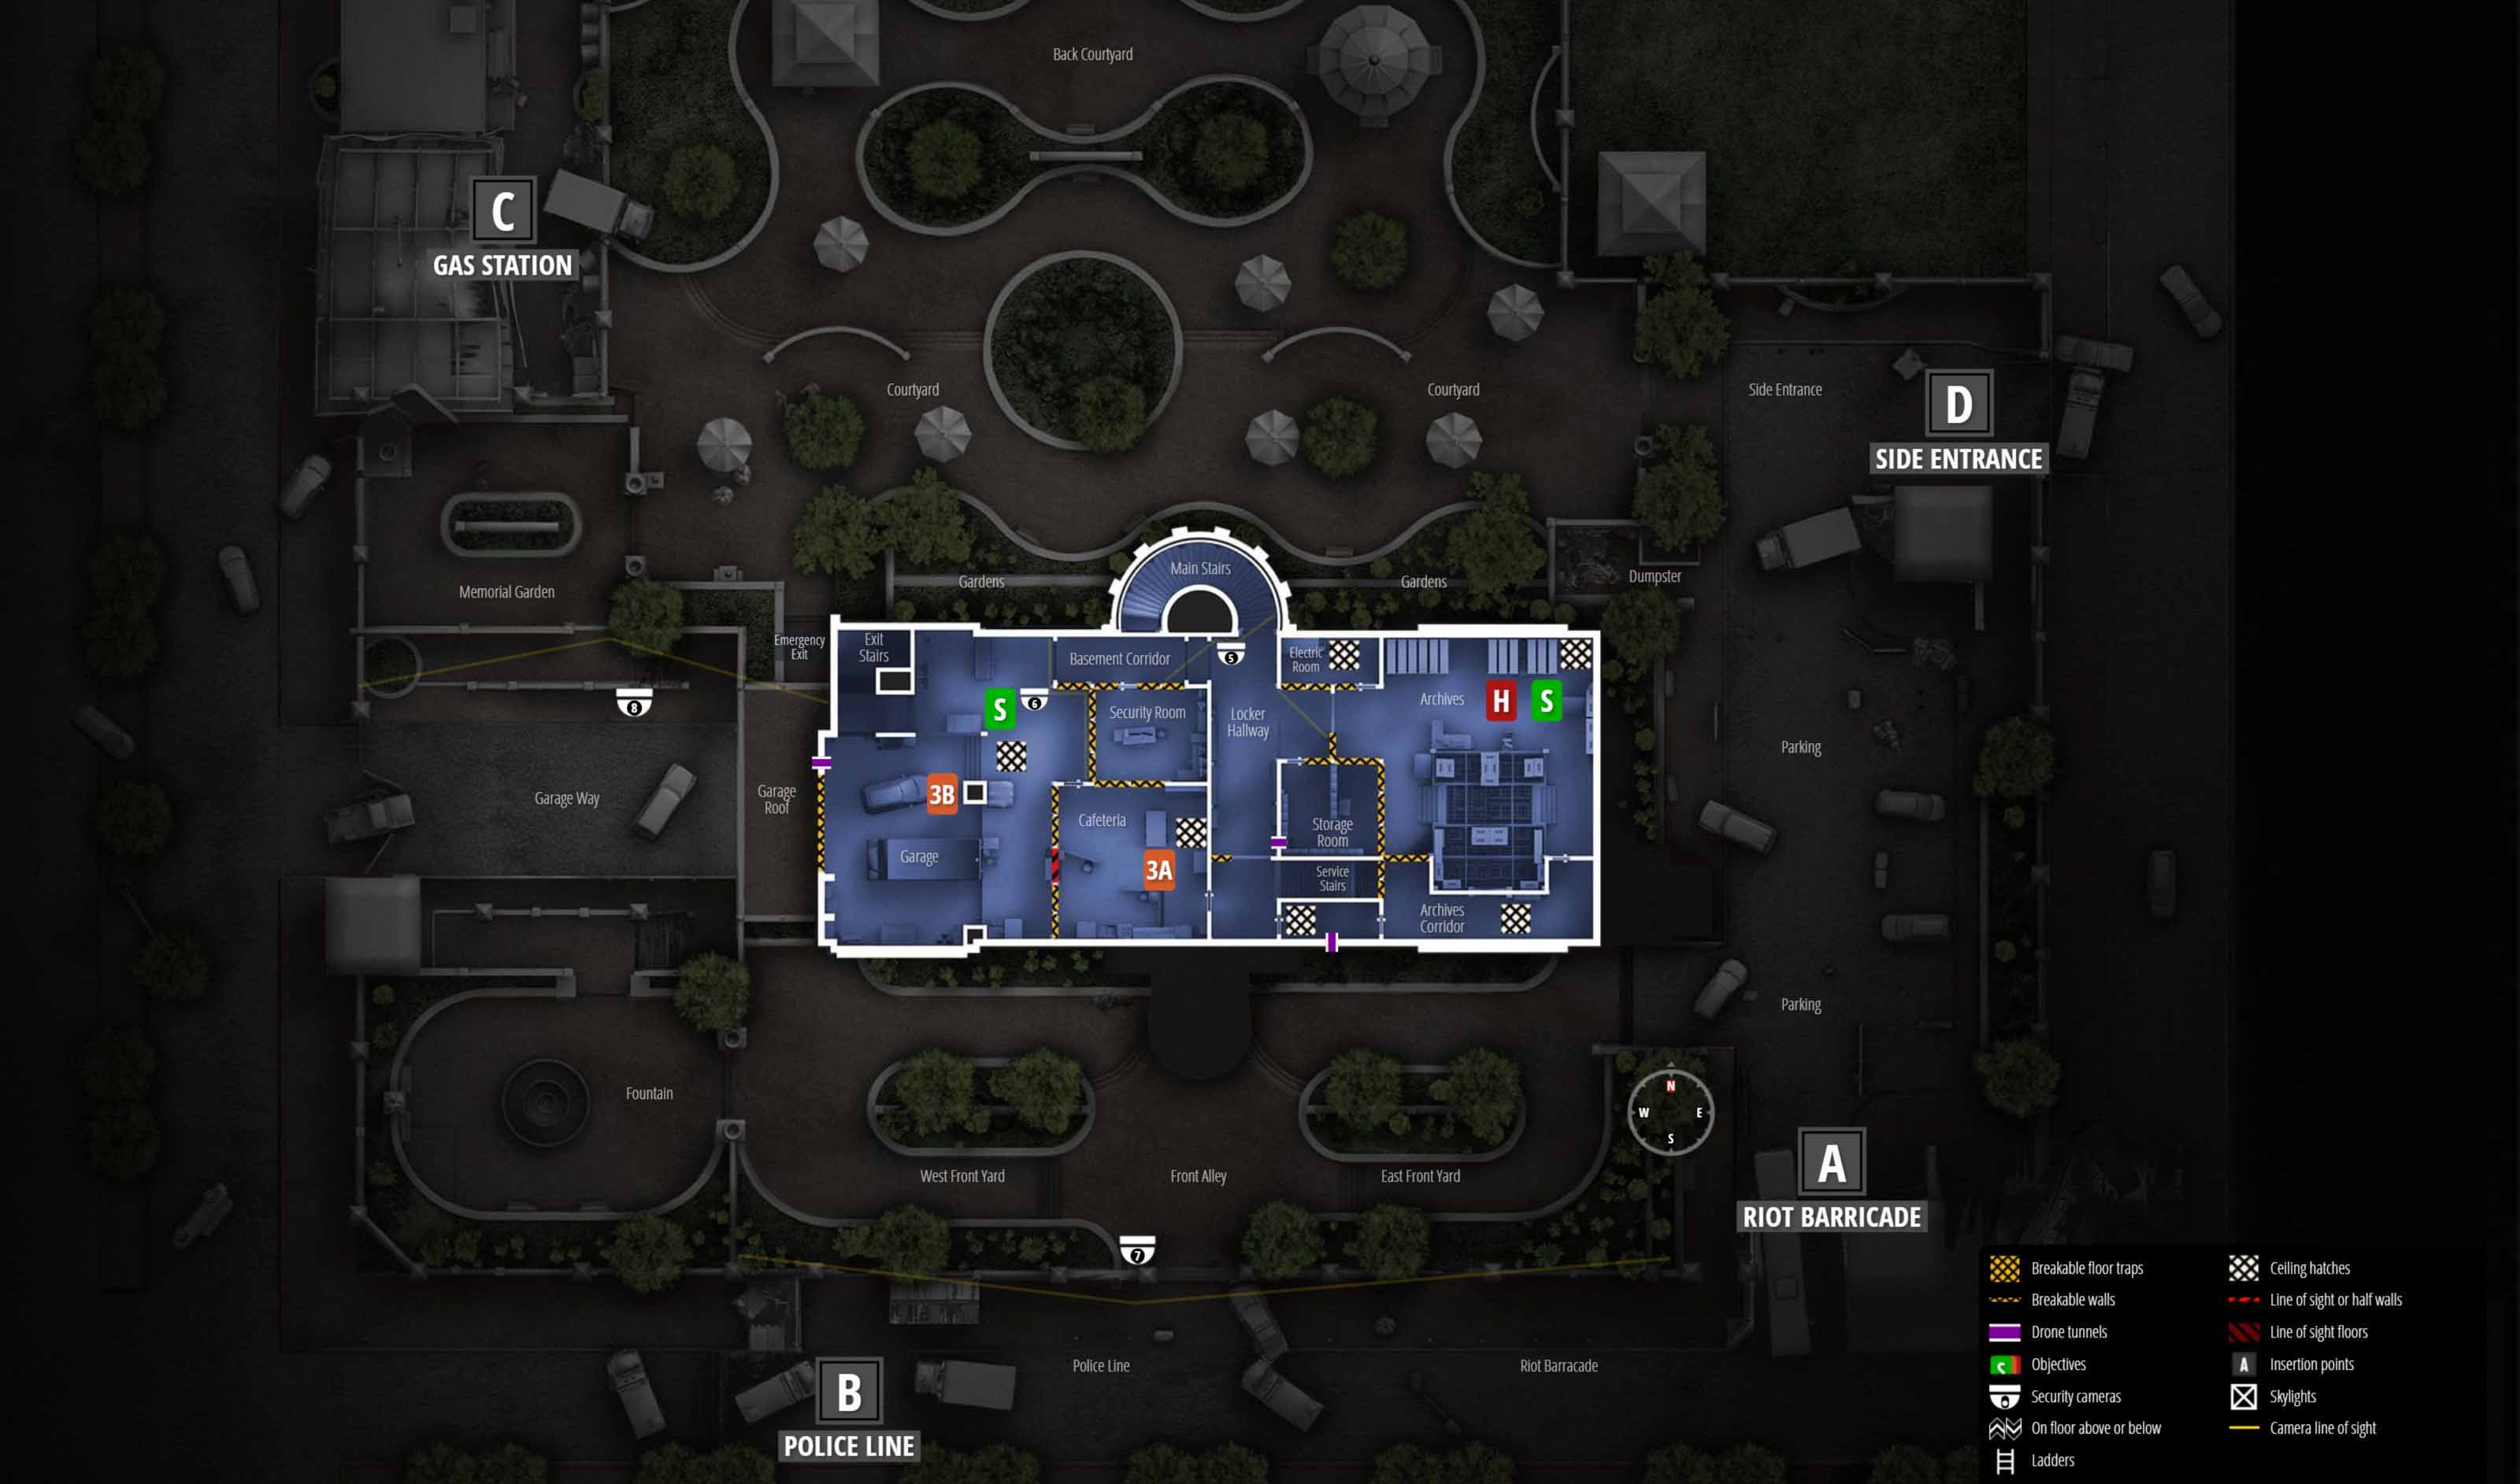 Back Courtyard
C
GAS STATION
Courtyard
Courtyard
Side Entrance
D
SIDE ENTRANCE
Memorial Garden
Gardens
Main Stairs
Gardens
Dumpster
Emergency
Exit
Exit
Stairs
Basement Corridor
5
Electric
Room
8
S
6
Security Room
Locker
Hallway
Archives
H
S
Parking
Garage Way
Garage
Roof
3B
Cafeteria
Storage
Room
Garage
3A
Service
Stairs
Archives
Corridor
Parking
Fountain
N
W
E
S
West Front Yard
Front Alley
East Front Yard
A
RIOT BARRICADE
7
Police Line
Riot Barracade
B
POLICE LINE
Breakable floor traps
Breakable walls
Drone tunnels
Objectives
Security cameras
On floor above or below
Ladders
Ceiling hatches
Line of sight or half walls
Line of sight floors
A
Insertion points
Skylights
Camera line of sight